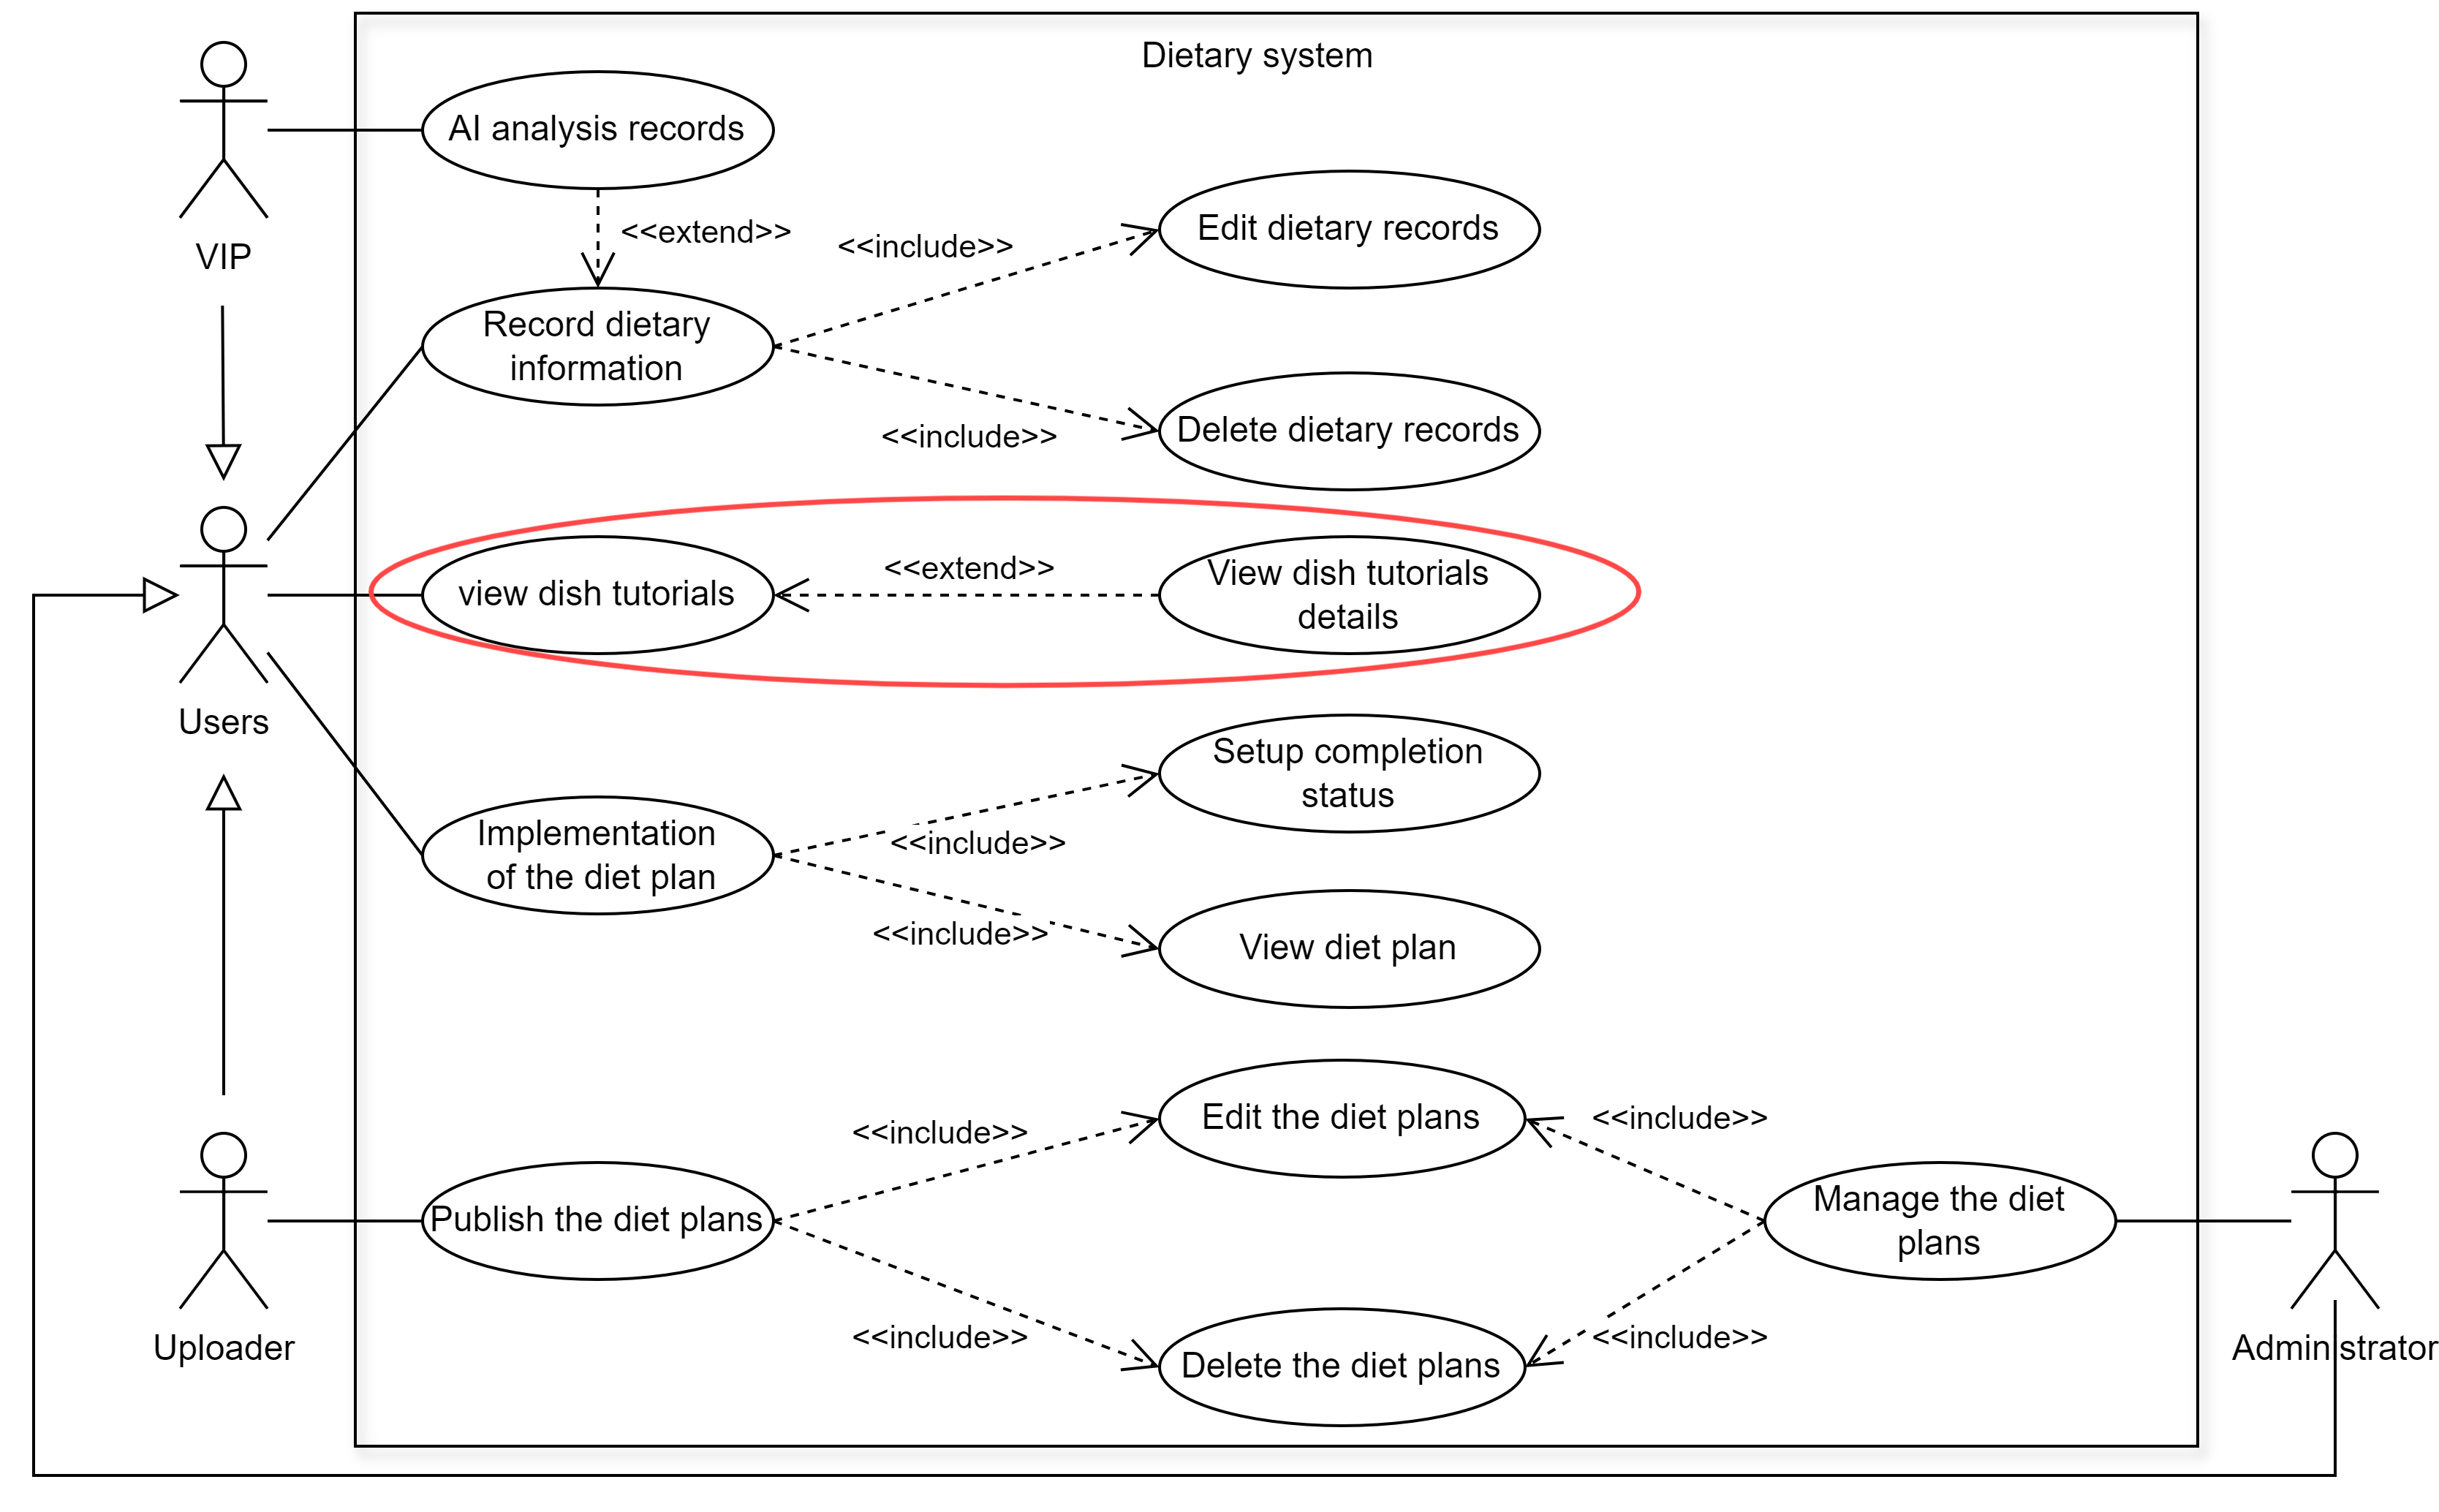 Dietary system
AI analysis records
VIP
<<extend>>
<<include>>
Edit dietary records
Record dietary
information
<<include>>
Delete dietary records
Users
view dish tutorials
<<extend>>
View dish tutorials
details
Setup completion
status
Implementation
of the diet plan
<<include>>
<<include>>
View diet plan
<<include>>
Edit the diet plans
<<include>>
Uploader
Publish the diet plans
Manage the diet
plans
<<include>>
Delete the diet plans
<<include>>
Administrator